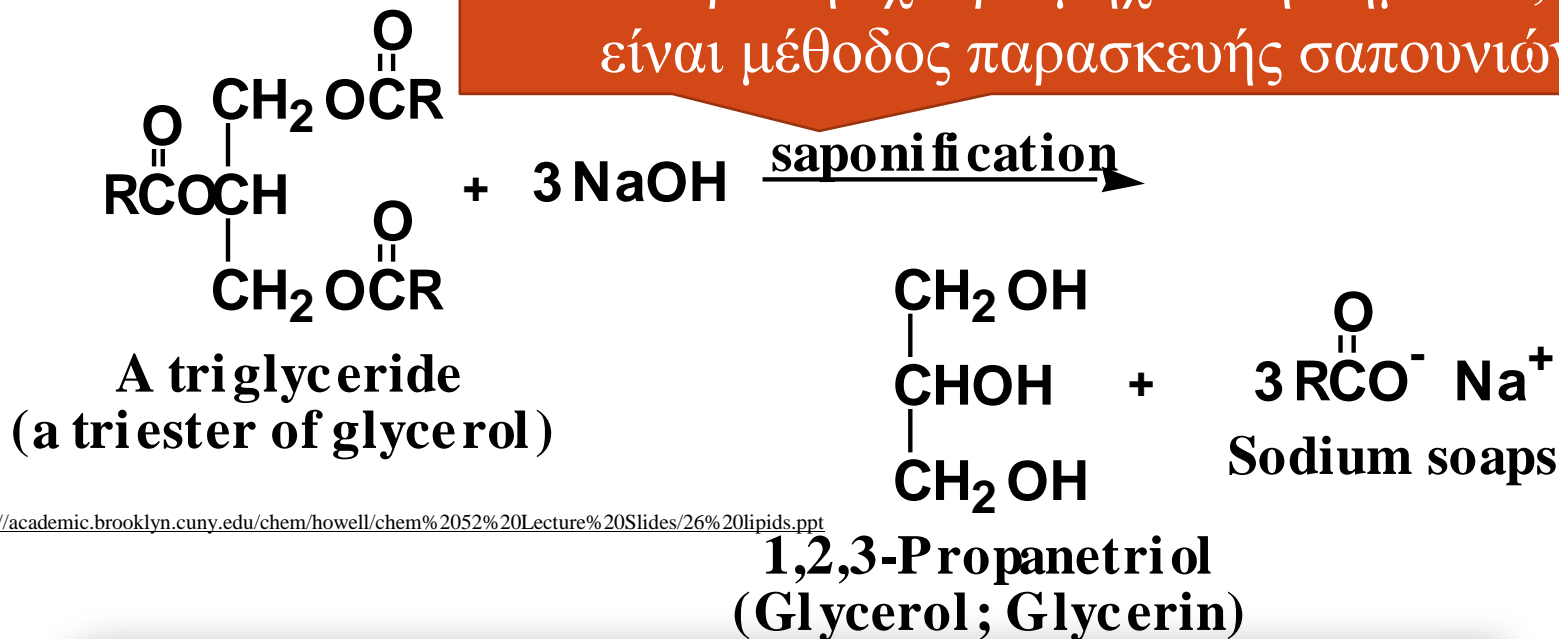 είναι μέθοδος παρασκευής σαπουνιών
O
CH2 OCR
O
RCOCH + 3 NaOH saponification
O
CH2 OCR
A triglyceride
(a triester of glycerol)
CH2 OH
CHOH + 3 RCO- Na+
O
CH2 OH
Sodium soaps
//academic.brooklyn.cuny.edu/chem/howell/chem%2052%20Lecture%20Slides/26%20lipids.ppt
1,2,3-Propanetriol
(Glycerol; Glycerin)